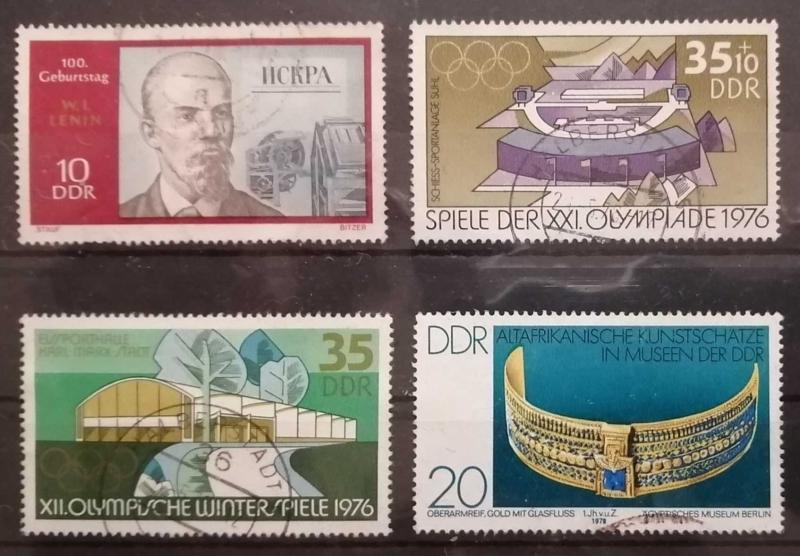 100.
Geburtstag
W.I.
LENIN
ИСКРА
10
DDR
STAUF
BITZER
35+10
DDR
SCHIESS-SPORTANLAGE SUHL
SPIELE DER XXI. OLYMPIADE 1976
EISSPORTHALLE
KARL-MARX-STADT
35
DDR
XII. OLYMPISCHE WINTERSPIELE 1976
DDR
ALTAFRIKANISCHE KUNSTSCHÄTZE
IN MUSEEN DER DDR
20
OBERARMREIF, GOLD MIT GLASFLUSS 1.Jh.v.u.Z. 1978 ÄGYPTISCHES MUSEUM BERLIN